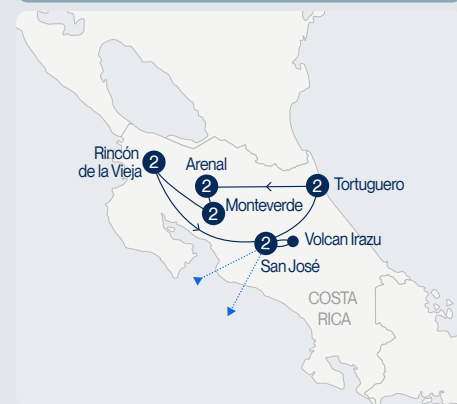 Rincón
de la Vieja
2
Arenal
2
2
Tortuguero
2
Monteverde
2
Volcan Irazu
San José
COSTA
RICA